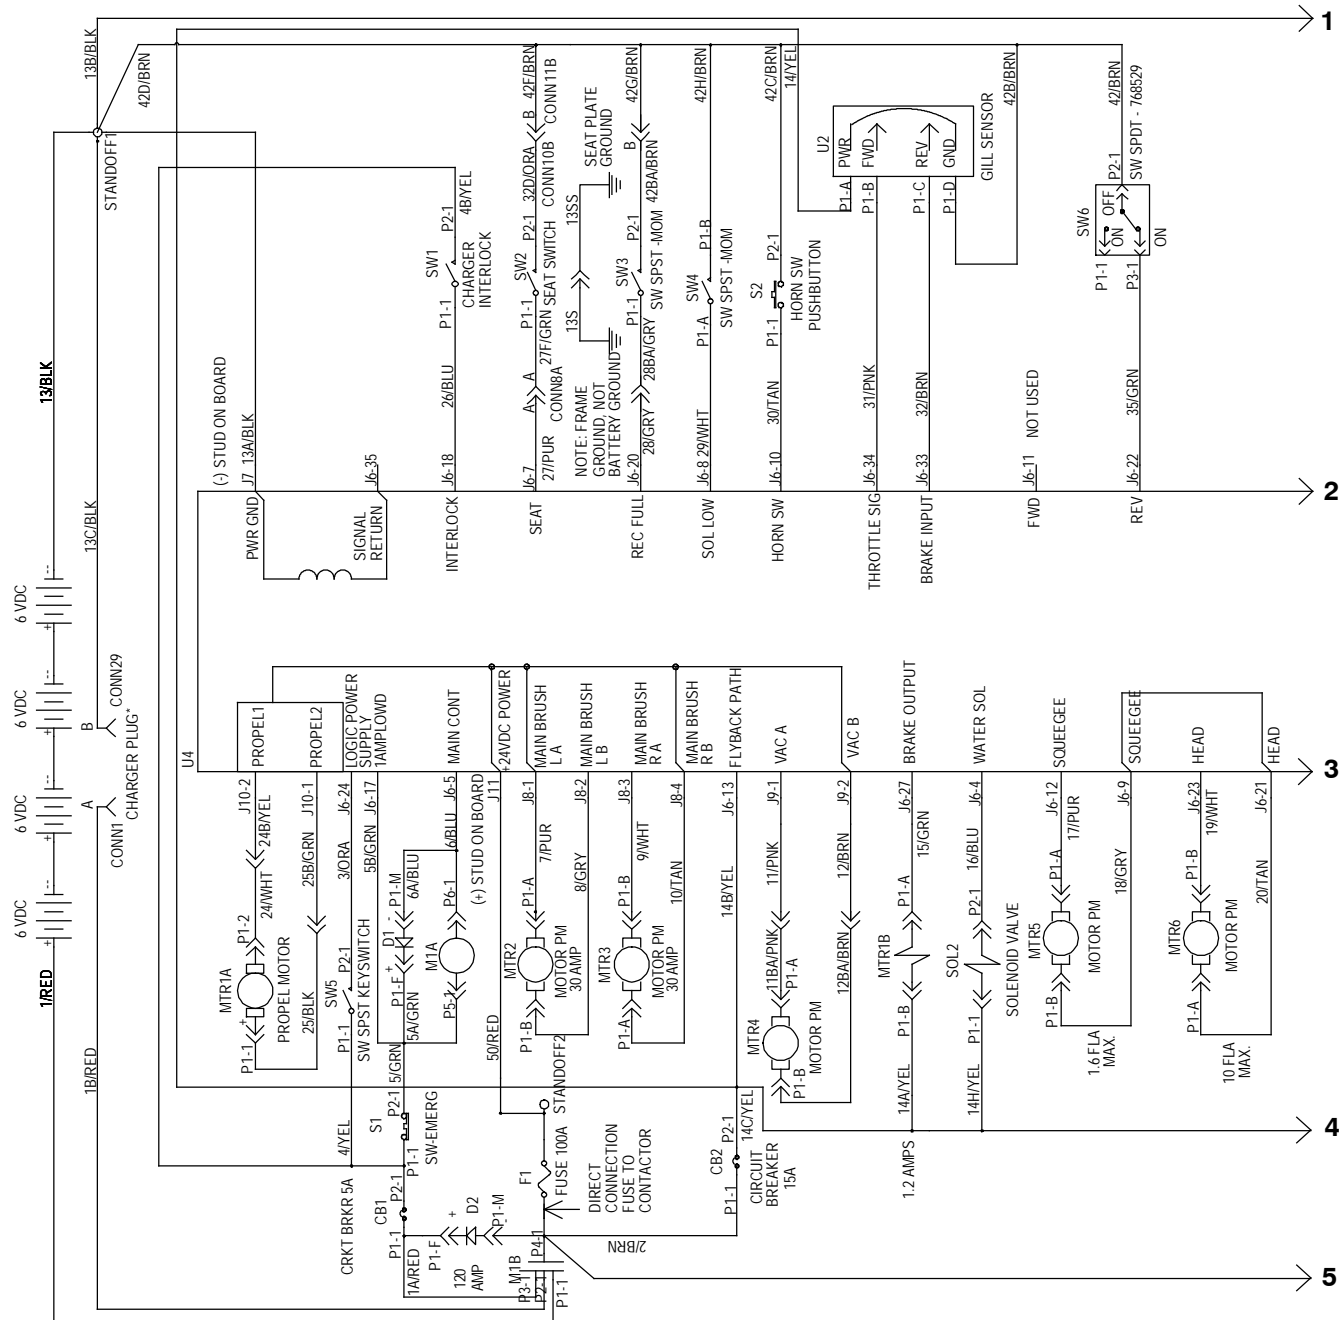 1
13B/BLK
42D/BRN
STANDOFF1
13/BLK
13C/BLK
42F/BRN
CONN11B
B
32D/ORA
CONN10B
P2-1
SW2
SEAT SWITCH
P1-1
27F/GRN
A
A
CONN8A
27/PUR
J6-7
SEAT
4B/YEL
P2-1
SW1
CHARGER
INTERLOCK
P1-1
26/BLU
J6-18
INTERLOCK
SEAT PLATE
GROUND
13SS
13S
NOTE: FRAME
GROUND, NOT
BATTERY GROUND
42G/BRN
B
42BA/BRN
P2-1
SW3
SW SPST -MOM
P1-1
28BA/GRY
28/GRY
J6-20
REC FULL
42H/BRN
P1-B
SW4
SW SPST -MOM
P1-A
29/WHT
J6-8
SOL LOW
42C/BRN
14/YEL
P2-1
S2
HORN SW
PUSHBUTTON
P1-1
30/TAN
J6-10
HORN SW
U2
PWR
FWD
REV
GND
GILL SENSOR
P1-A
P1-B
P1-C
P1-D
31/PNK
J6-34
THROTTLE SIG
32/BRN
J6-33
BRAKE INPUT
42B/BRN
NOT USED
J6-11
FWD
42/BRN
SW SPDT - 768529
P2-1
SW6
OFF
ON
ON
P1-1
P3-1
35/GRN
J6-22
REV
(-) STUD ON BOARD
J7
13A/BLK
PWR GND
J6-35
SIGNAL
RETURN
2
6 VDC
6 VDC
6 VDC
6 VDC
+
--
+
--
+
--
+
--
B
CONN29
CHARGER PLUG*
A
CONN1
1/RED
1B/RED
U4
PROPEL1
PROPEL2
LOGIC POWER
SUPPLY
1AMPLOWD
MAIN CONT
+24VDC POWER
MAIN BRUSH
L A
MAIN BRUSH
L B
MAIN BRUSH
R A
MAIN BRUSH
R B
FLYBACK PATH
VAC A
VAC B
BRAKE OUTPUT
WATER SOL
SQUEEGEE
SQUEEGEE
HEAD
HEAD
3
J10-2
J10-1
J6-24
J6-17
J6-5
J11
J8-1
J8-2
J8-3
J8-4
J6-13
J9-1
J9-2
J6-27
J6-4
J6-12
J6-9
J6-23
J6-21
24B/YEL
24/WHT
P1-2
MTR1A
PROPEL MOTOR
+
P1-1
25B/GRN
25/BLK
3/ORA
P2-1
SW5
SW SPST KEYSWITCH
P1-1
4/YEL
5B/GRN
6/BLU
6A/BLU
P1-M
D1
-
+
P1-F
5A/GRN
P6-1
M1A
P5-1
(+) STUD ON BOARD
50/RED
7/PUR
P1-A
MTR2
MOTOR PM
30 AMP
P1-B
8/GRY
9/WHT
P1-B
MTR3
MOTOR PM
30 AMP
P1-A
10/TAN
14B/YEL
11/PNK
11BA/PNK
P1-A
MTR4
MOTOR PM
P1-B
12/BRN
12BA/BRN
15/GRN
P1-A
MTR1B
P1-B
14A/YEL
1.2 AMPS
16/BLU
P2-1
SOL2
SOLENOID VALVE
P1-1
14H/YEL
17/PUR
P1-A
MTR5
MOTOR PM
P1-B
1.6 FLA
MAX.
18/GRY
19/WHT
P1-B
MTR6
MOTOR PM
P1-A
10 FLA
MAX.
20/TAN
4
5/GRN
P2-1
S1
SW-EMERG
P1-1
P2-1
CB1
CRKT BRKR 5A
P1-1
1A/RED
P1-F
+
D2
-
P1-M
120
AMP
M1B
P3-1
P2-1
P1-1
P4-1
STANDOFF2
FUSE 100A
F1
DIRECT
CONNECTION
FUSE TO
CONTACTOR
2/BRN
14C/YEL
P2-1
CB2
CIRCUIT
BREAKER
15A
P1-1
5